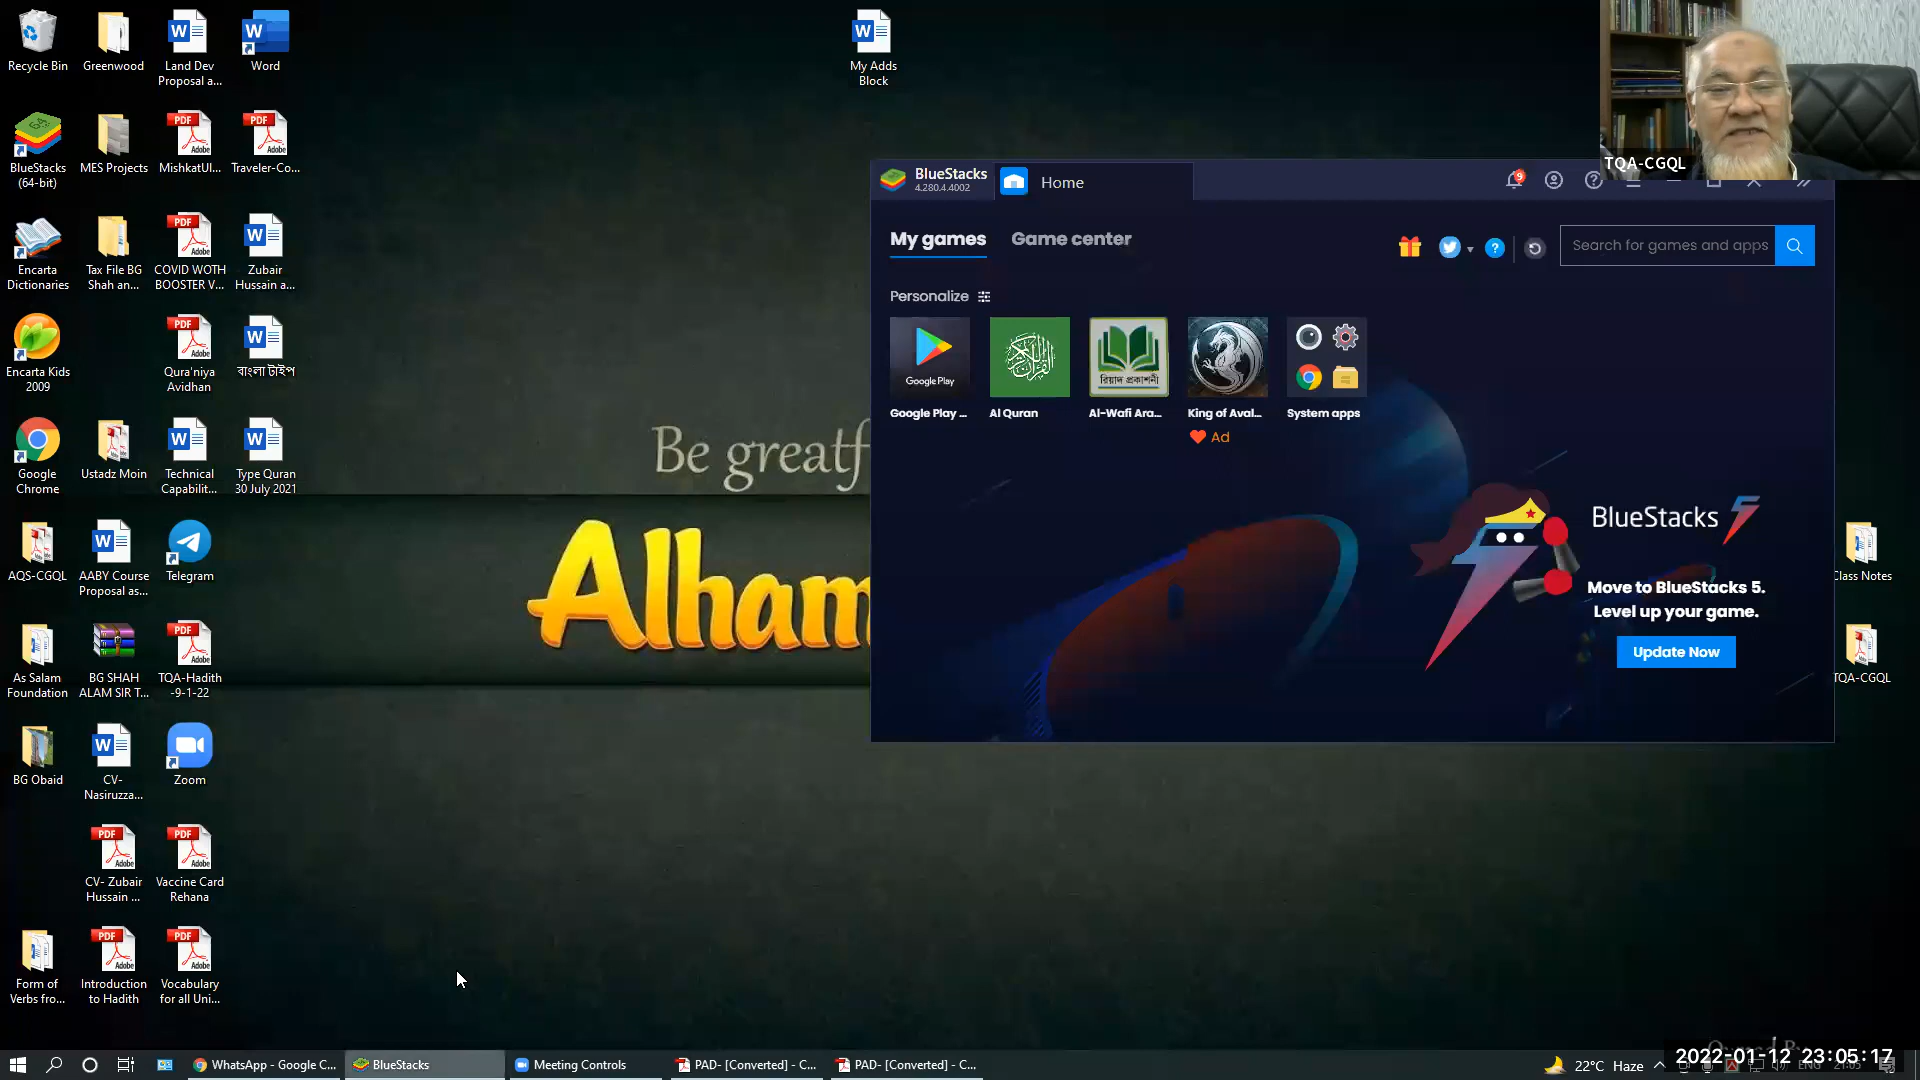 Recycle Bin
Greenwood
Land Dev
Proposal a...
Word
My Adds
Block
BlueStacks
(64-bit)
MES Projects
MishkatUl...
Traveler-Co...
Encarta
Dictionaries
Tax File BG
Shah an...
COVID WOTH
BOOSTER V...
Zubair
Hussain a...
Encarta Kids
2009
Qura'niya
Avidhan
বাংলা টাইপ
Google
Chrome
Ustadz Moin
Technical
Capabilit...
Type Quran
30 July 2021
AQS-CGQL
AABY Course
Proposal as...
Telegram
As Salam
Foundation
BG SHAH
ALAM SIR T...
TQA-Hadith
-9-1-22
BG Obaid
CV-
Nasiruzza...
Zoom
CV- Zubair
Hussain ...
Vaccine Card
Rehana
Form of
Verbs fro...
Introduction
to Hadith
Vocabulary
for all Uni...
Be greatf
Alham
TQA-CGQL
BlueStacks
4.280.4.4002
Home
9
My games
Game center
Search for games and apps
Personalize
Google Play
রিয়াদ প্রকাশনী
Google Play ...
Al Quran
Al-Wafi Ara...
King of Aval...
System apps
Ad
BlueStacks 5
Move to BlueStacks 5.
Level up your game.
Update Now
Class Notes
TQA-CGQL
WhatsApp - Google C...
BlueStacks
Meeting Controls
PAD- [Converted] - C...
PAD- [Converted] - C...
22°C Haze
ENG
21:05
2022-01-12 23:05:17